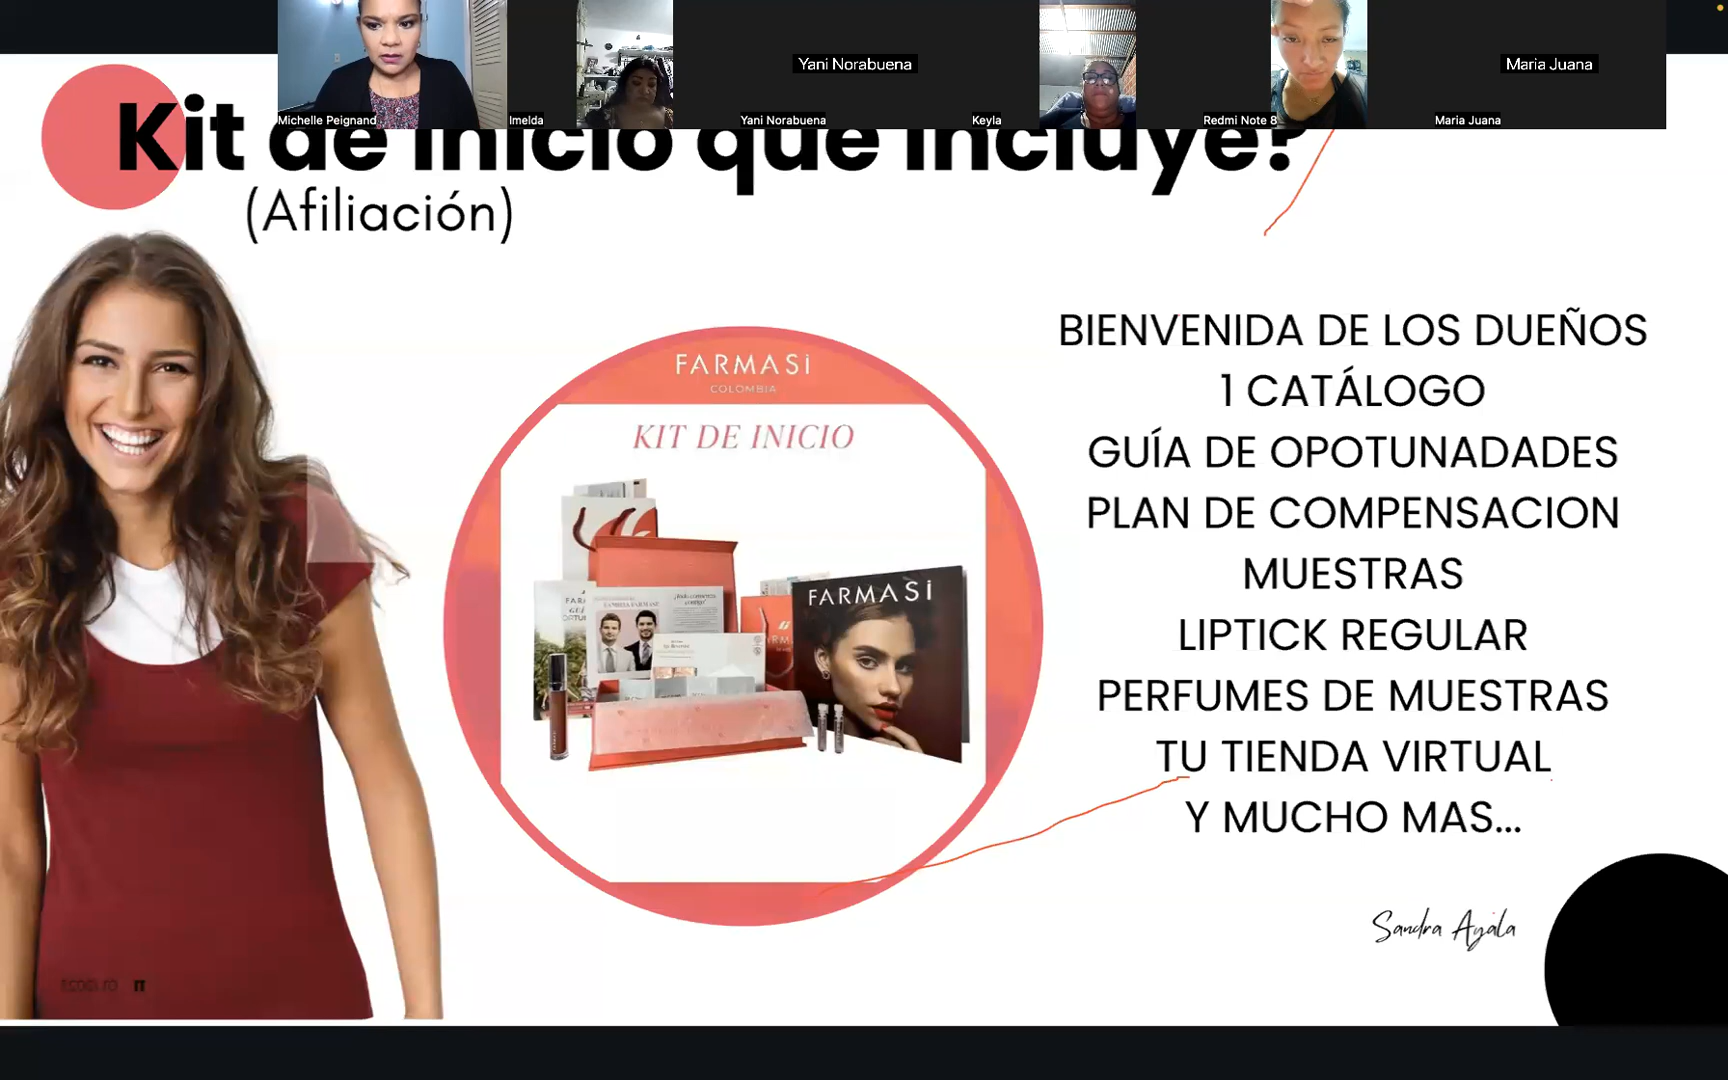 Yani Norabuena
Maria Juana
Michelle Peignand
Imelda
Yani Norabuena
Keyla
Redmi Note 8
Maria Juana
Kit de inicio que incluye?
(Afiliación)
FARMASi
COLOMBIA
KIT DE INICIO
FARMASi
BIENVENIDA DE LOS DUEÑOS
1 CATÁLOGO
GUÍA DE OPOTUNADADES
PLAN DE COMPENSACION
MUESTRAS
LIPTICK REGULAR
PERFUMES DE MUESTRAS
TU TIENDA VIRTUAL
Y MUCHO MAS...
Sandra Ayala